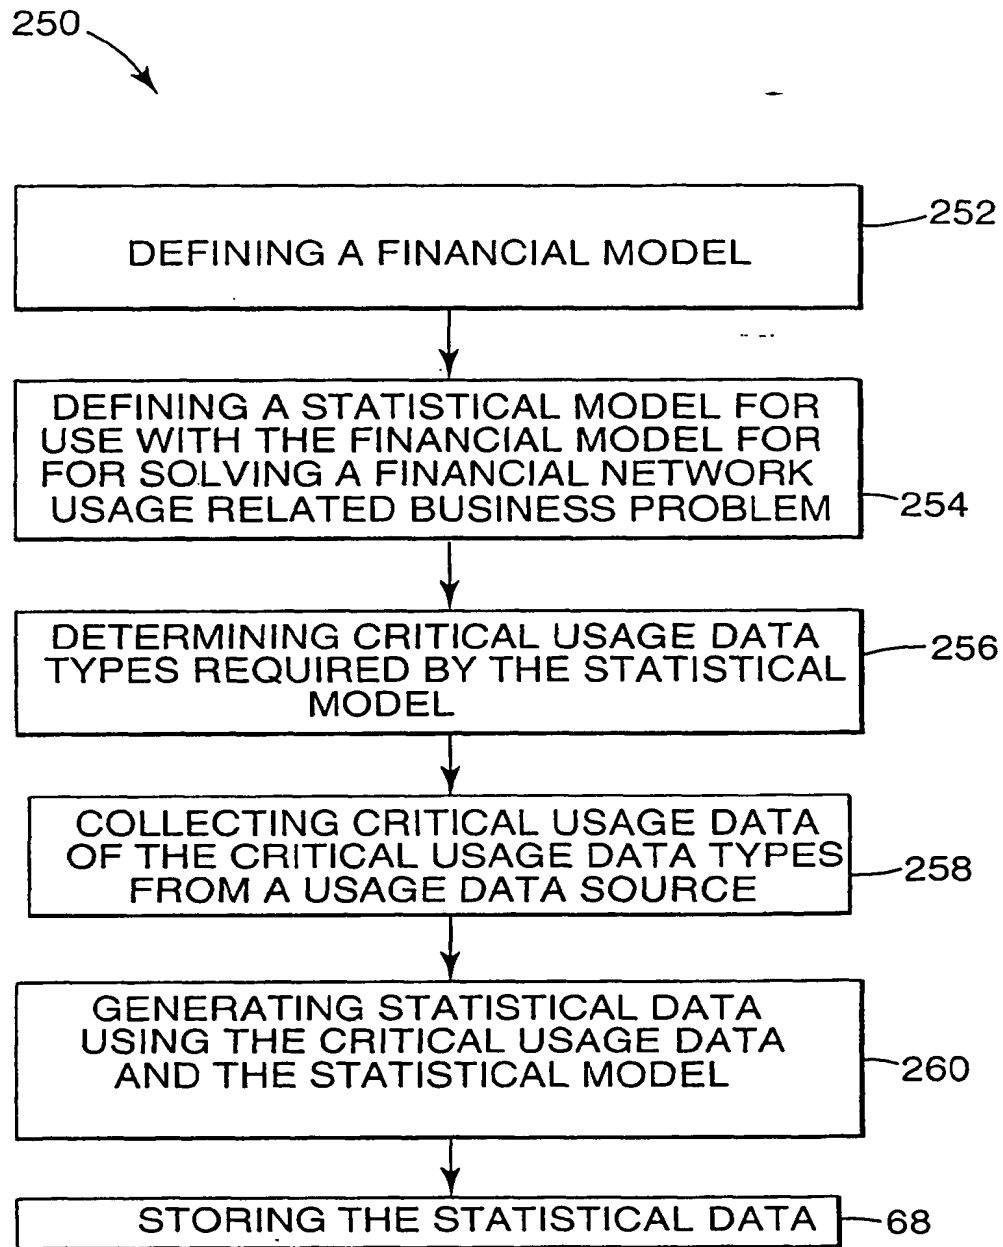 250
DEFINING A FINANCIAL MODEL
252
DEFINING A STATISTICAL MODEL FOR
USE WITH THE FINANCIAL MODEL FOR
FOR SOLVING A FINANCIAL NETWORK
USAGE RELATED BUSINESS PROBLEM
254
DETERMINING CRITICAL USAGE DATA
TYPES REQUIRED BY THE STATISTICAL
MODEL
256
COLLECTING CRITICAL USAGE DATA
OF THE CRITICAL USAGE DATA TYPES
FROM A USAGE DATA SOURCE
258
GENERATING STATISTICAL DATA
USING THE CRITICAL USAGE DATA
AND THE STATISTICAL MODEL
260
STORING THE STATISTICAL DATA
68